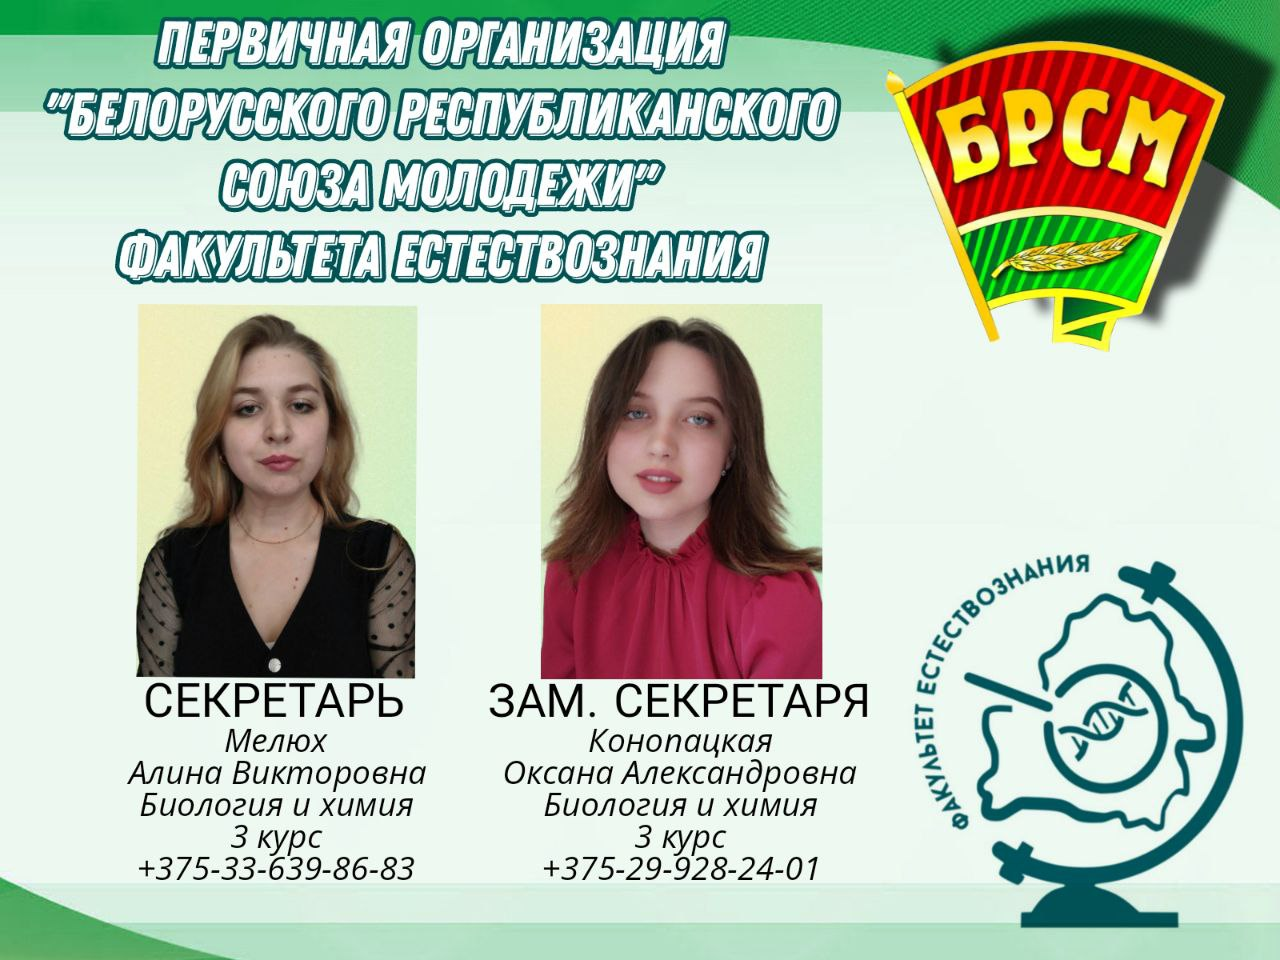 ПЕРВИЧНАЯ ОРГАНИЗАЦИЯ
"БЕЛОРУССКОГО РЕСПУБЛИКАНСКОГО
СОЮЗА МОЛОДЕЖИ"
ФАКУЛЬТЕТА ЕСТЕСТВОЗНАНИЯ
БРСМ
СЕКРЕТАРЬ
Мелюх
Алина Викторовна
Биология и химия
3 курс
+375-33-639-86-83
ЗАМ. СЕКРЕТАРЯ
Конопацкая
Оксана Александровна
Биология и химия
3 курс
+375-29-928-24-01
ФАКУЛЬТЕТ ЕСТЕСТВОЗНАНИЯ